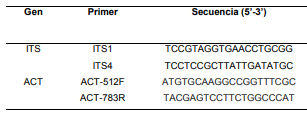 Gen Primer Secuencia (5'-3')
ITS ITS1 TCCGTAGGTGAACCTGCGG
ITS4 TCCTCCGCTTATTGATATGC
ACT ACT-512F ATGTGCAAGGCCGGTTTCGC
ACT-783R TACGAGTCCTTCTGGCCCAT